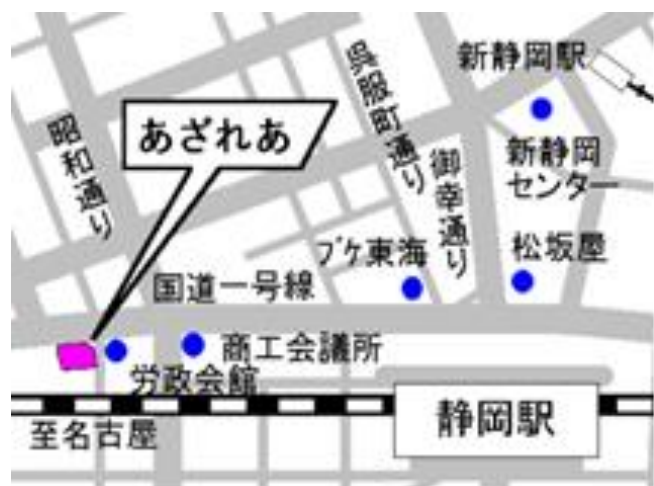 新静岡駅
呉服町通り
昭和通り
あざれあ
御幸通り
新静岡
センター
ブケ東海
松坂屋
国道一号線
商工会議所
労政会館
静岡駅
至名古屋